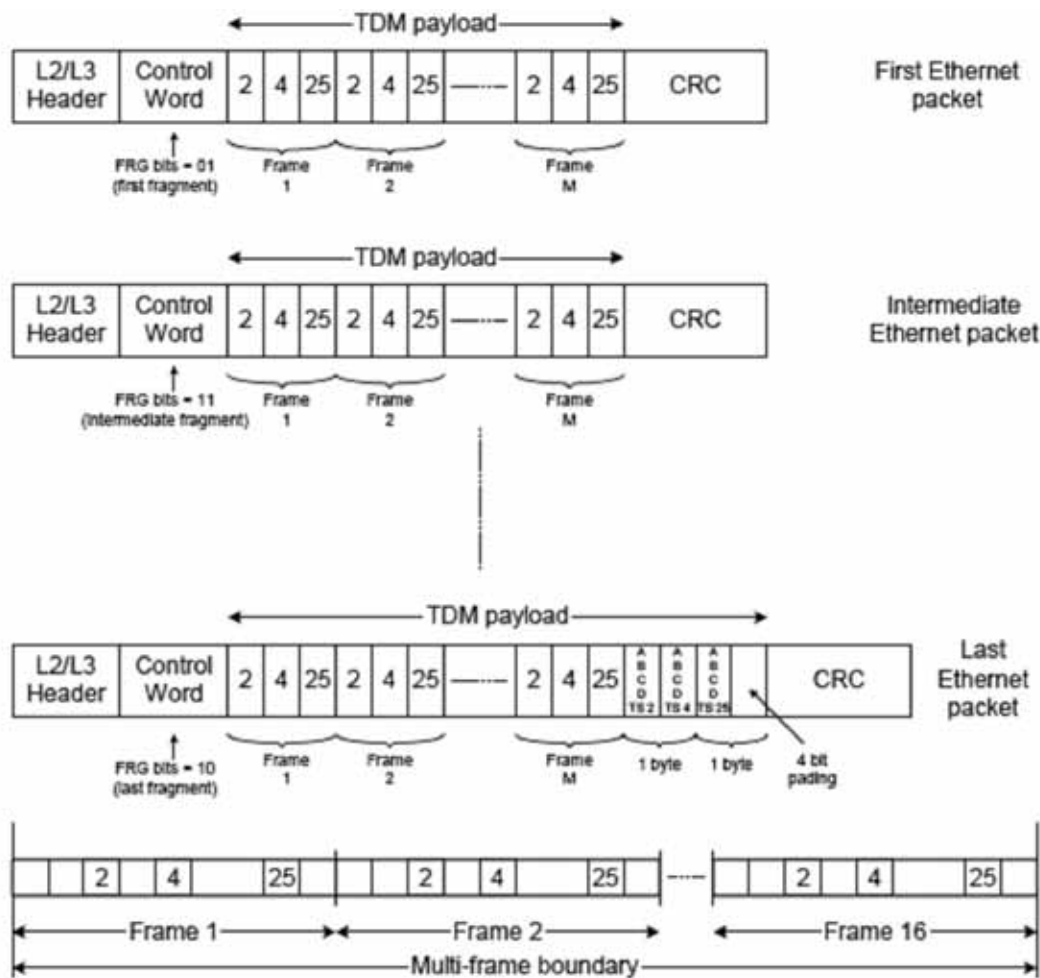 TDM payload
L2/L3 Header
Control Word
2 4 25 2 4 25 2 4 25
CRC
First Ethernet packet
FRG bits = 01 (first fragment)
Frame 1
Frame 2
Frame M
TDM payload
L2/L3 Header
Control Word
2 4 25 2 4 25 2 4 25
CRC
Intermediate Ethernet packet
FRG bits = 11 (Intermediate fragment)
Frame 1
Frame 2
Frame M
TDM payload
L2/L3 Header
Control Word
2 4 25 2 4 25 2 4 25
A B C D TS 2
A B C D TS 4
A B C D TS 25
CRC
Last Ethernet packet
FRG bits = 10 (last fragment)
Frame 1
Frame 2
Frame M
1 byte
1 byte
4 bit pading
2 4 25 2 4 25 2 4 25
Frame 1
Frame 2
Frame 16
Multi-frame boundary